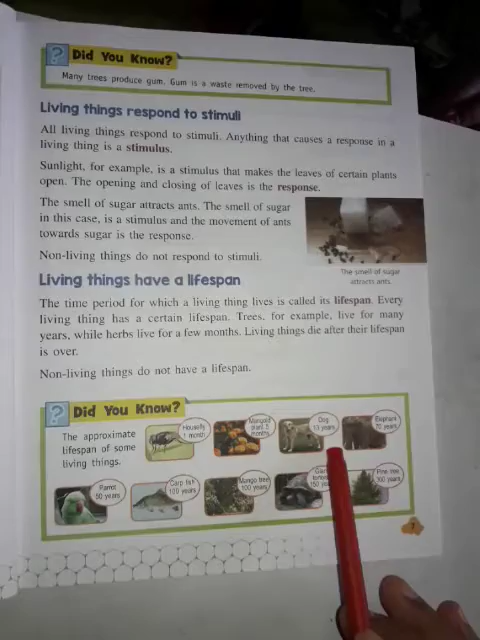 Did You Know?
Many trees produce gum. Gum is a waste removed by the tree.
Living things respond to stimuli
All living things respond to stimuli. Anything that causes a response in a
living thing is a stimulus.
Sunlight, for example, is a stimulus that makes the leaves of certain plants
open. The opening and closing of leaves is the response.
The smell of sugar attracts ants. The smell of sugar
in this case, is a stimulus and the movement of ants
towards sugar is the response.
Non-living things do not respond to stimuli.
The smell of sugar
attracts ants.
Living things have a lifespan
The time period for which a living thing lives is called its lifespan. Every
living thing has a certain lifespan. Trees, for example, live for many
years, while herbs live for a few months. Living things die after their lifespan
is over.
Non-living things do not have a lifespan.
Did You Know?
The approximate
lifespan of some
living things.
Housefly
1 month
Marigold
plant 6
months
Dog
13 years
Elephant
70 years
Parrot
50 years
Carp fish
100 years
Mango tree
100 years
150
Pine tree
300 years
7